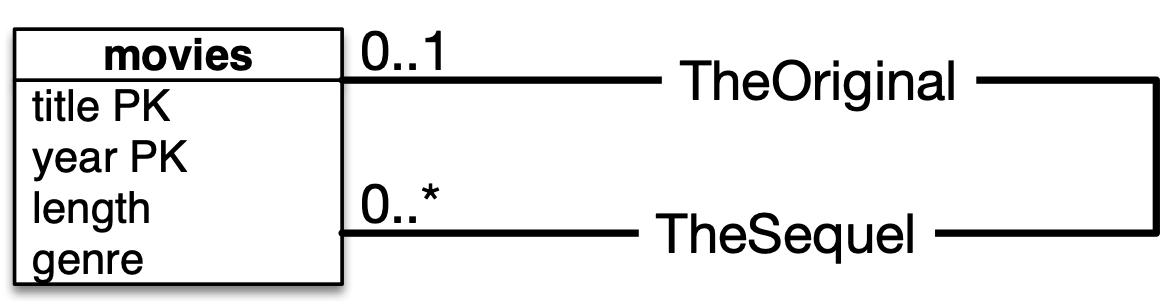 movies
title PK
year PK
length
genre
0..1
TheOriginal
0..*
TheSequel